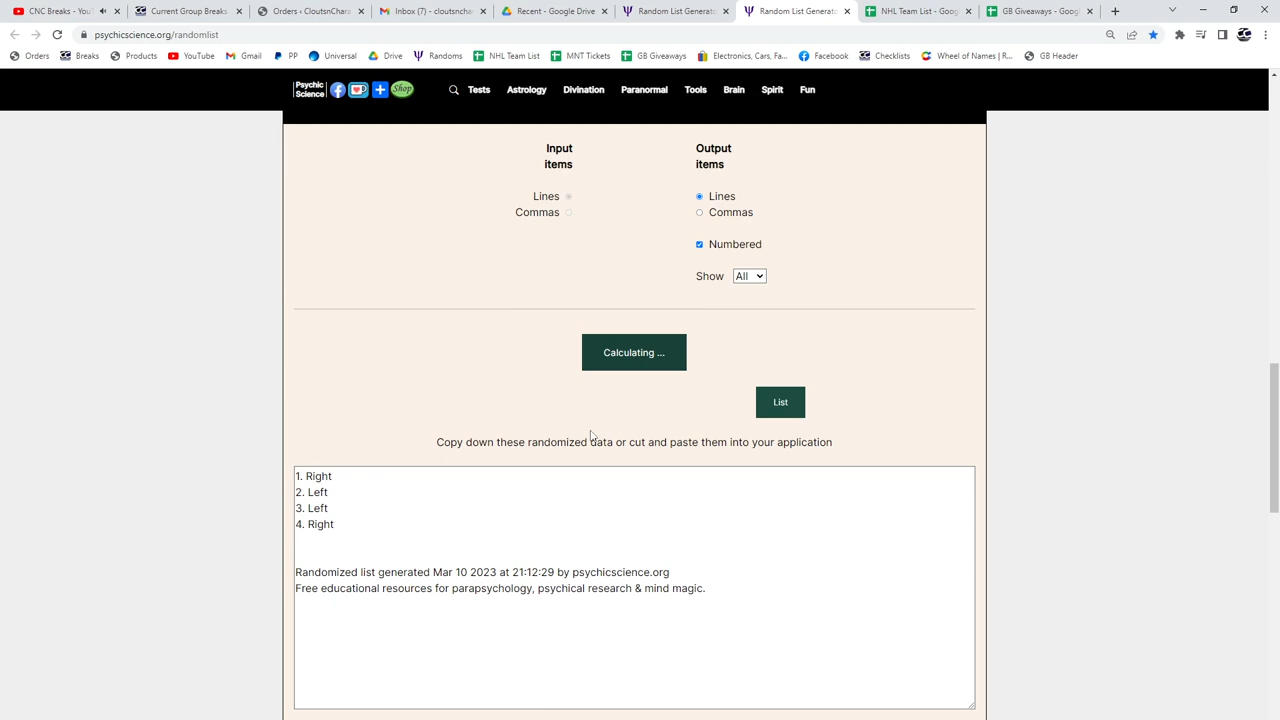 CNC Breaks - You
Current Group Breaks
Orders < CloutsnChara
Inbox (7) - cloutsnchar
Recent - Google Drive
Random List Generato
Random List Generato
NHL Team List - Goog
GB Giveaways - Goog
psychicscience.org/randomlist
Orders
Breaks
Products
YouTube
Gmail
PP
Universal
Drive
Randoms
NHL Team List
MNT Tickets
GB Giveaways
Electronics, Cars, Fa...
Facebook
Checklists
Wheel of Names | R...
GB Header
Psychic Science
Shop
Tests
Astrology
Divination
Paranormal
Tools
Brain
Spirit
Fun
Input
items
Output
items
Lines
Commas
Lines
Commas
Numbered
Show All
Calculating ...
List
Copy down these randomized data or cut and paste them into your application
1. Right
2. Left
3. Left
4. Right
Randomized list generated Mar 10 2023 at 21:12:29 by psychicscience.org
Free educational resources for parapsychology, psychical research & mind magic.